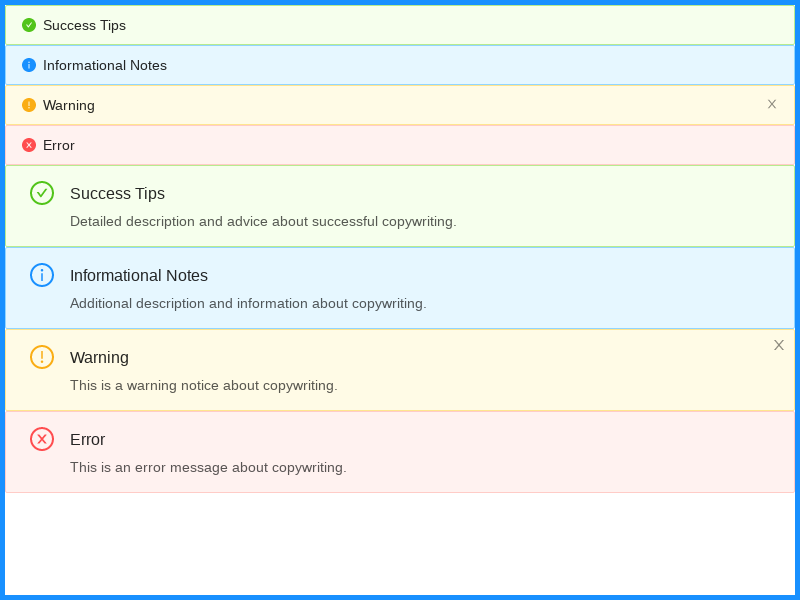 Success Tips
Informational Notes
Warning
Error
Success Tips
Detailed description and advice about successful copywriting.
Informational Notes
Additional description and information about copywriting.
Warning
This is a warning notice about copywriting.
Error
This is an error message about copywriting.